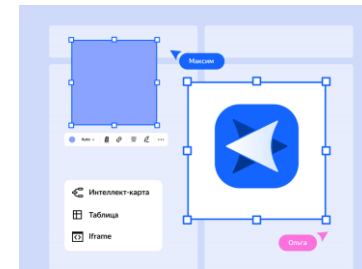 Максим
Auto
Интеллект-карта
Таблица
Iframe
Ольга